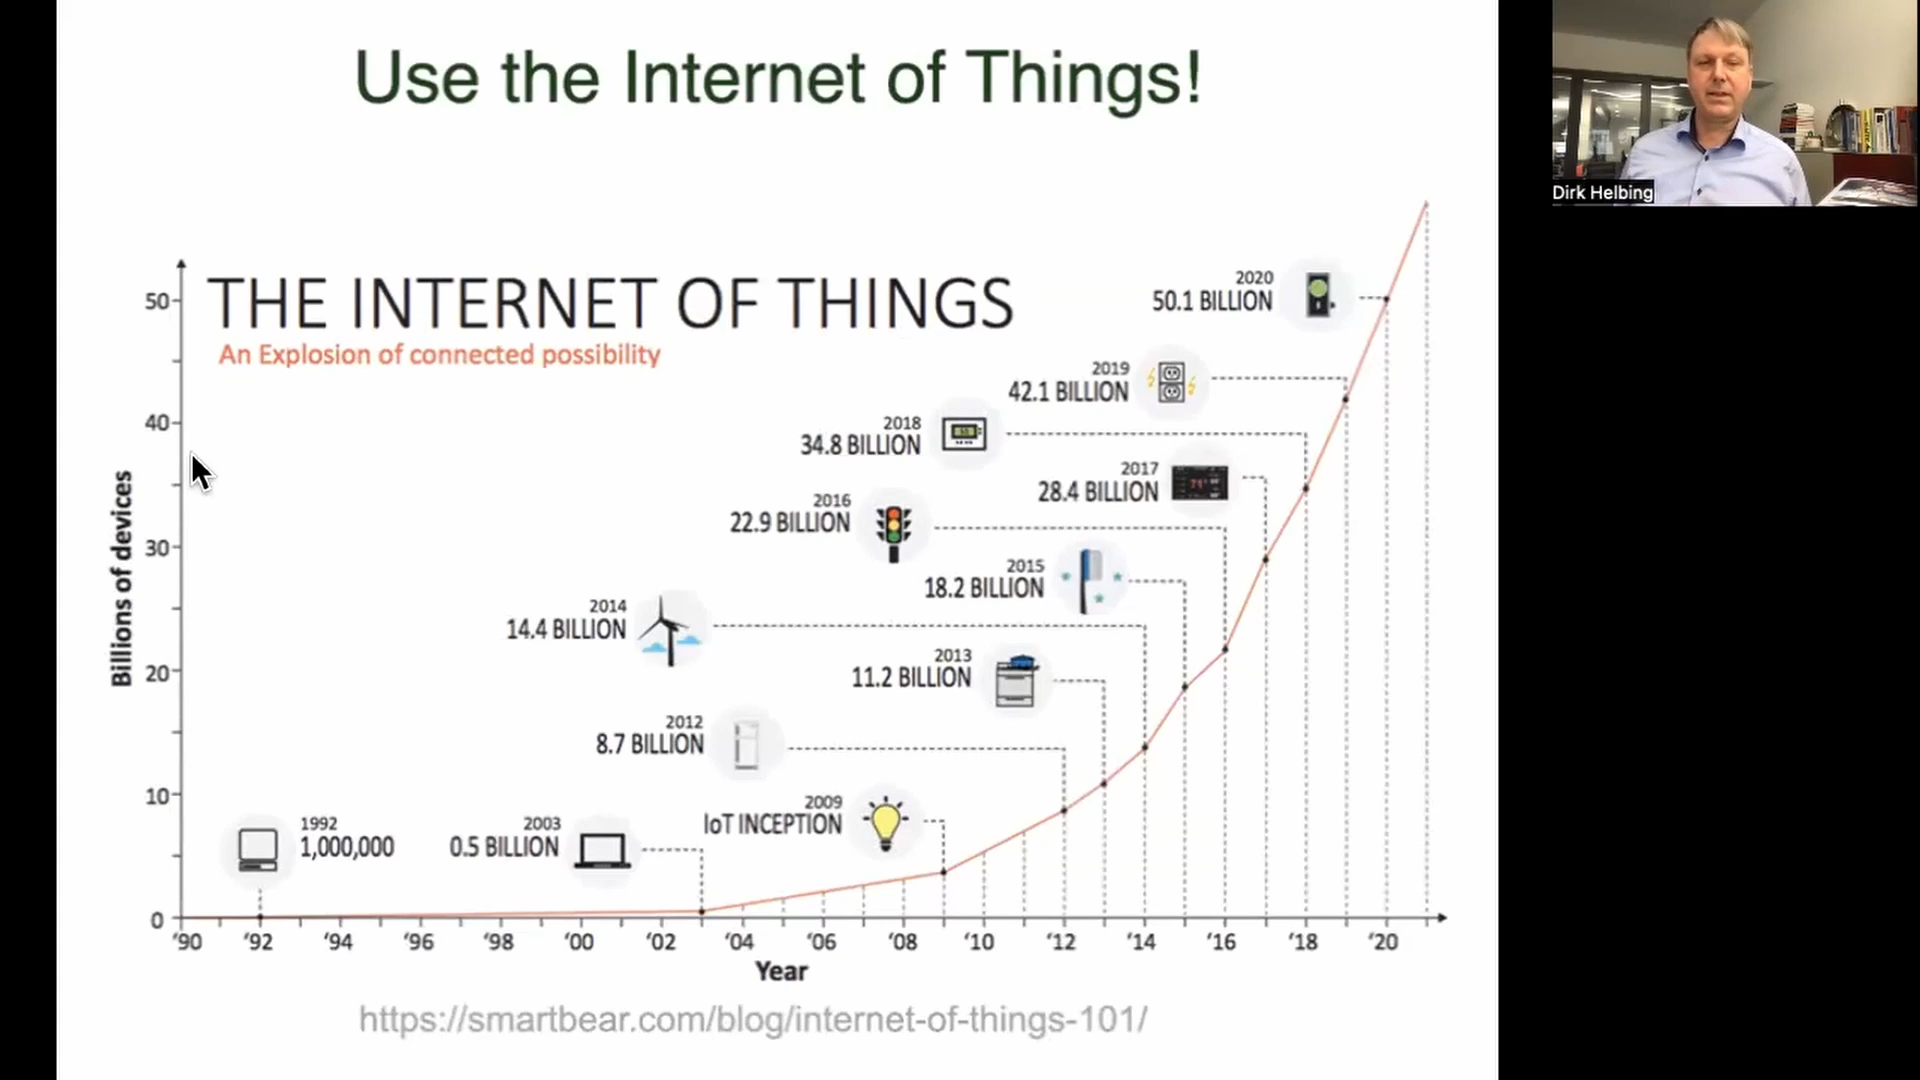 Use the Internet of Things!
Dirk Helbing
THE INTERNET OF THINGS
An Explosion of connected possibility
2020
50.1 BILLION
2019
42.1 BILLION
2018
34.8 BILLION
2017
28.4 BILLION
2016
22.9 BILLION
2015
18.2 BILLION
2014
14.4 BILLION
2013
11.2 BILLION
2012
8.7 BILLION
2009
IoT INCEPTION
2003
0.5 BILLION
1992
1,000,000
Billions of devices
50
40
30
20
10
0
‘90 ‘92 ‘94 ‘96 ‘98 ‘00 ‘02 ‘04 ‘06 ‘08 ‘10 ‘12 ‘14 ‘16 ‘18 ‘20
Year
https://smartbear.com/blog/internet-of-things-101/